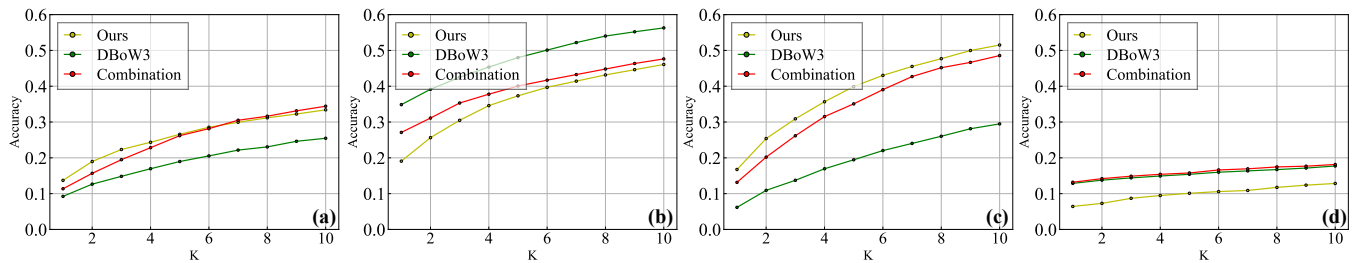 0.6
0.5
0.4
0.3
0.2
0.1
0.0
Accuracy
Ours
DBoW3
Combination
(a)
2 4 6 8 10
K
0.6
0.5
0.4
0.3
0.2
0.1
0.0
Accuracy
Ours
DBoW3
Combination
(b)
2 4 6 8 10
K
0.6
0.5
0.4
0.3
0.2
0.1
0.0
Accuracy
Ours
DBoW3
Combination
(c)
2 4 6 8 10
K
0.6
0.5
0.4
0.3
0.2
0.1
0.0
Accuracy
Ours
DBoW3
Combination
(d)
2 4 6 8 10
K